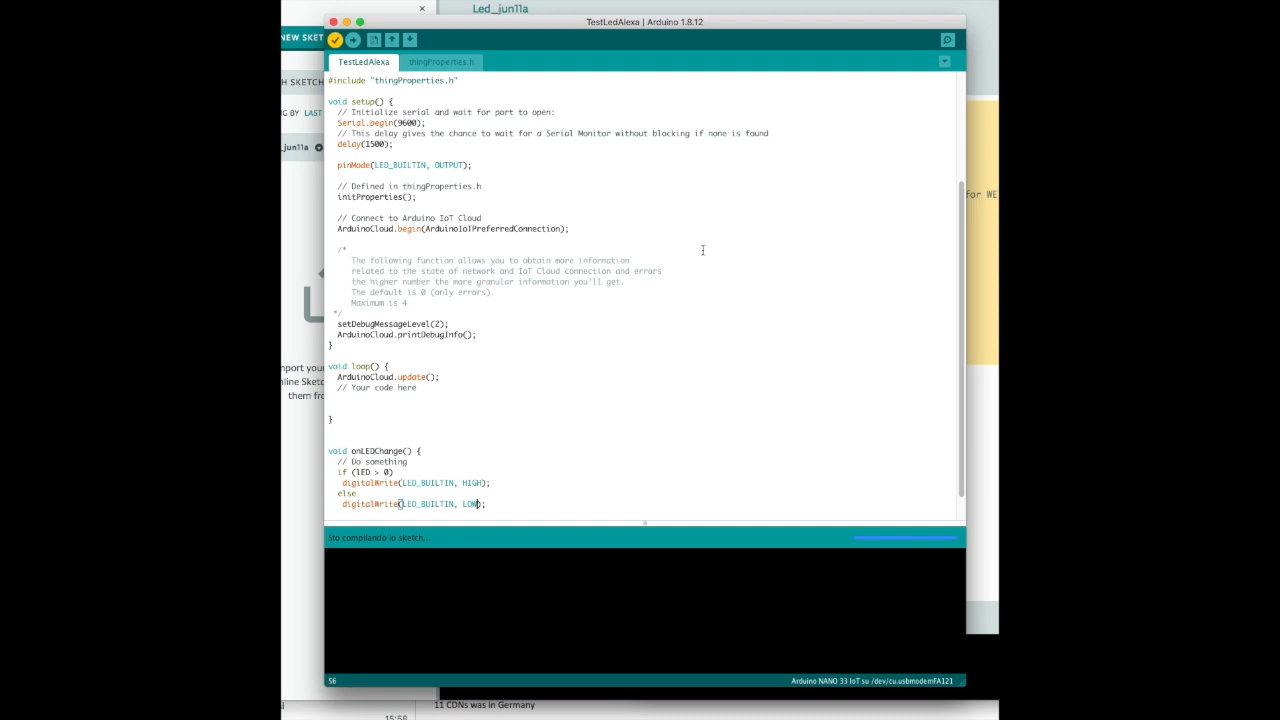 Led_jun11a
TestLedAlexa | Arduino 1.8.12
NEW SKET
TestLedAlexa
thingProperties.h
H SKETCH
NG BY LAST
_jun11a
mport your
nline Sketc
them from
#include "thingProperties.h"
void setup() {
// Initialize serial and wait for port to open:
Serial.begin(9600);
// This delay gives the chance to wait for a Serial Monitor without blocking if none is found
delay(1500);
pinMode(LED_BUILTIN, OUTPUT);
// Defined in thingProperties.h
initProperties();
// Connect to Arduino IoT Cloud
ArduinoCloud.begin(ArduinoIoTPreferredConnection);
/*
The following function allows you to obtain more information
related to the state of network and IoT Cloud connection and errors
the higher number the more granular information you'll get.
The default is 0 (only errors).
Maximum is 4
*/
setDebugMessageLevel(2);
ArduinoCloud.printDebugInfo();
}
void loop() {
ArduinoCloud.update();
// Your code here
}
void onLEDChange() {
// Do something
if (lED > 0)
digitalWrite(LED_BUILTIN, HIGH);
else
digitalWrite(LED_BUILTIN, LOW);
for WE
Sto compilando lo sketch...
56
Arduino NANO 33 IoT su /dev/cu.usbmodemFA121
11 CDNs was in Germany
15:58